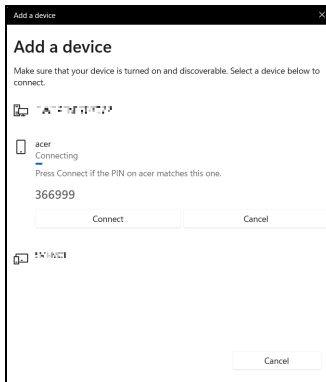 Add a device
Add a device
Make sure that your device is turned on and discoverable. Select a device below to
connect.
acer
Connecting
Press Connect if the PIN on acer matches this one.
366999
Connect Cancel
Cancel